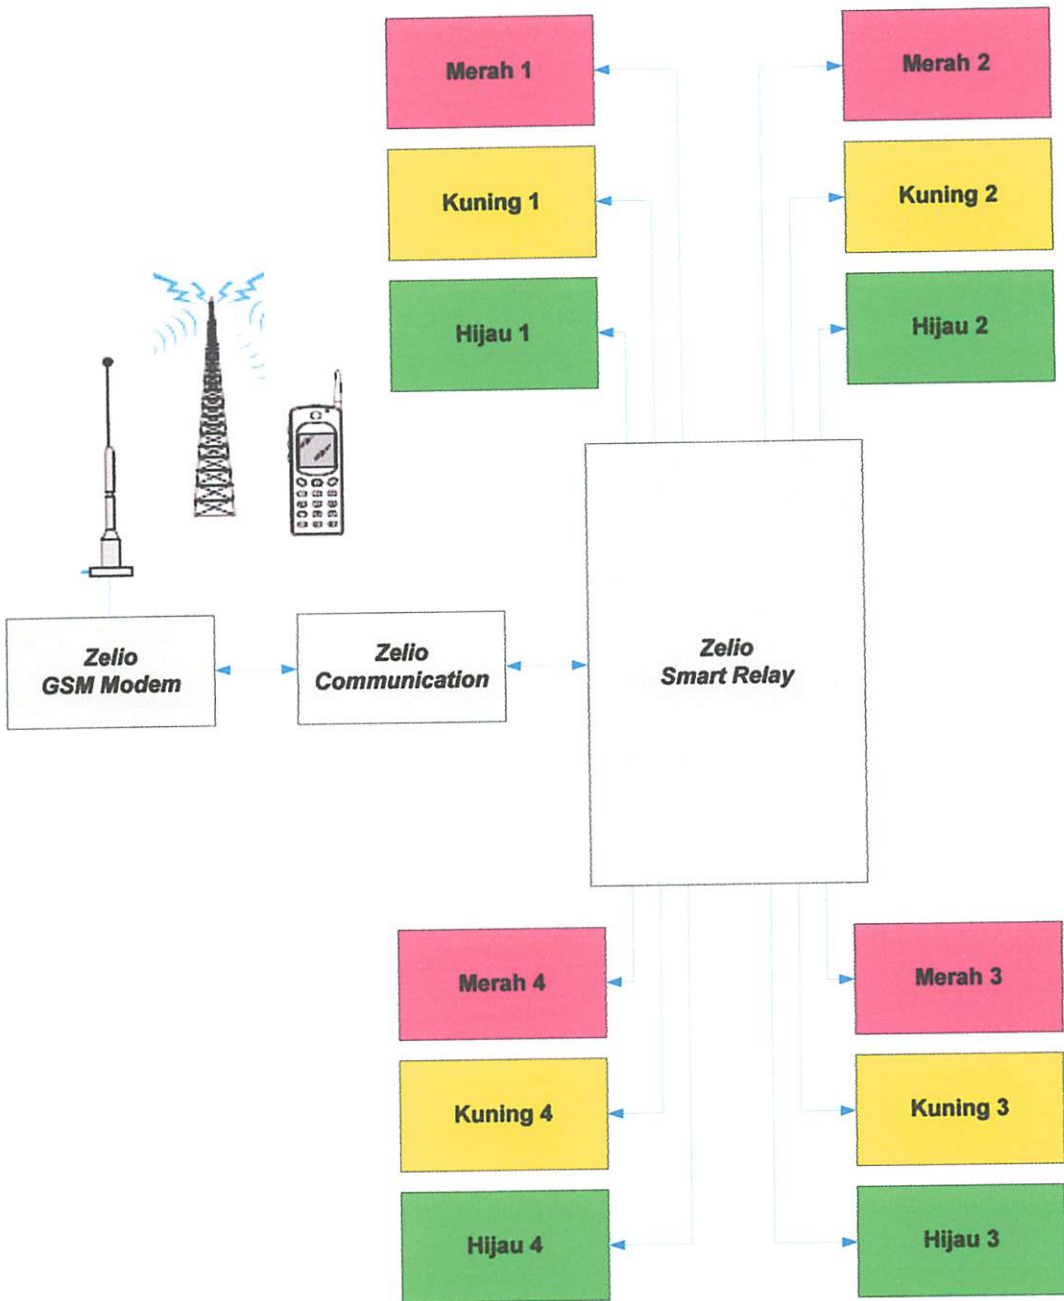 Merah 1
Merah 2
Kuning 1
Kuning 2
Hijau 1
Hijau 2
Zelio
GSM Modem
Zelio
Communication
Zelio
Smart Relay
Merah 4
Merah 3
Kuning 4
Kuning 3
Hijau 4
Hijau 3